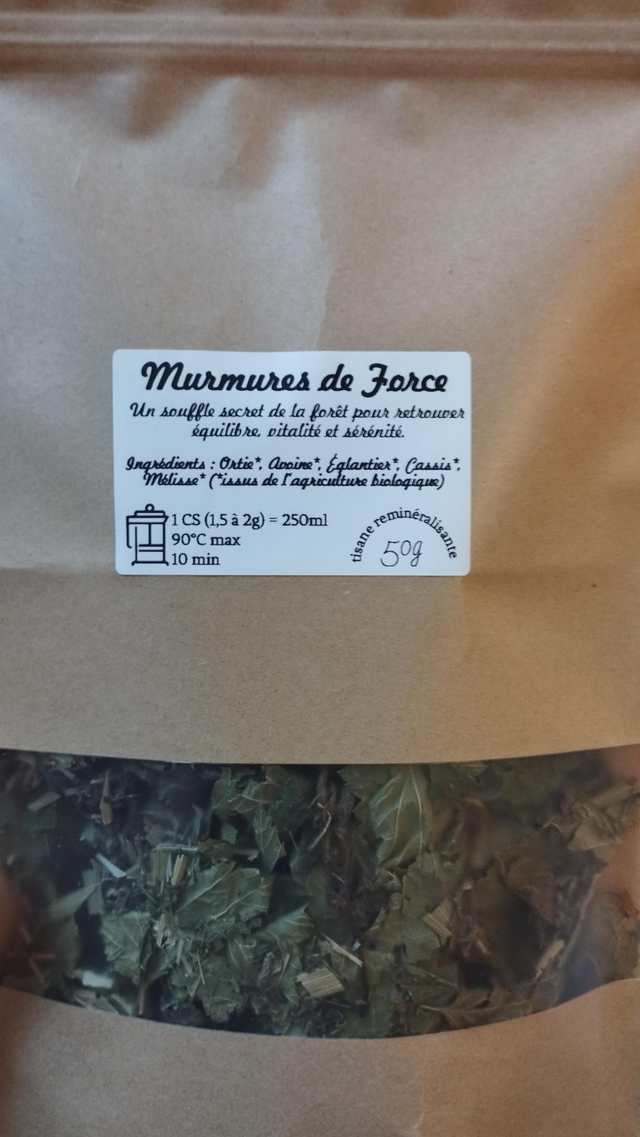 Murmures de Force
Un souffle secret de la forêt pour retrouver
équilibre, vitalité et sérénité.
Ingrédients : Ortie*, Avoine*, Églantier*, Cassis*,
Mélisse* (*issus de l'agriculture biologique)
1 CS (1,5 à 2g) = 250ml
90°C max
10 min
tisane reminéralisante
50g